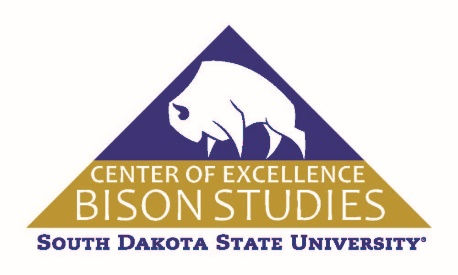 CENTER OF EXCELLENCE
BISON STUDIES
SOUTH DAKOTA STATE UNIVERSITY®